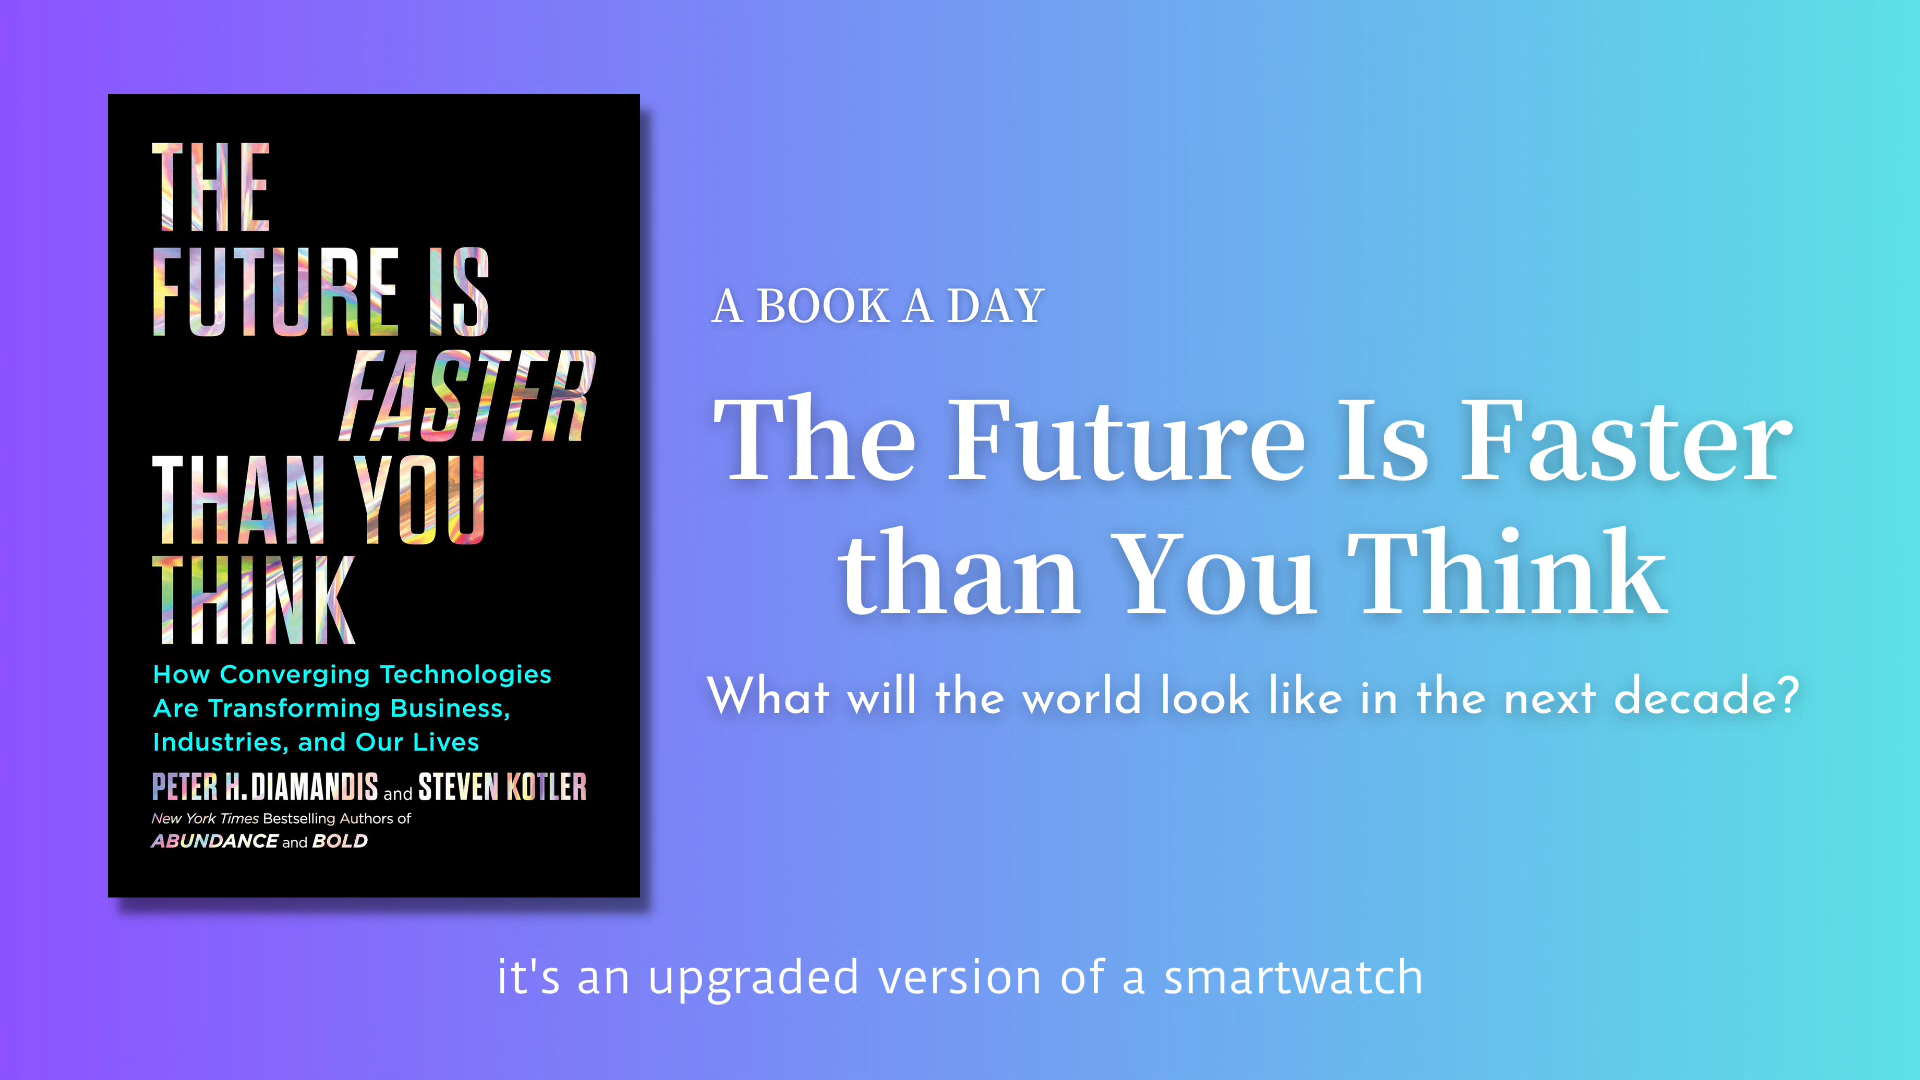 THE
FUTURE IS
FASTER
THAN YOU
THINK
How Converging Technologies
Are Transforming Business,
Industries, and Our Lives
PETER H. DIAMANDIS and STEVEN KOTLER
New York Times Bestselling Authors of
ABUNDANCE and BOLD
A BOOK A DAY
The Future Is Faster
than You Think
What will the world look like in the next decade?
it's an upgraded version of a smartwatch